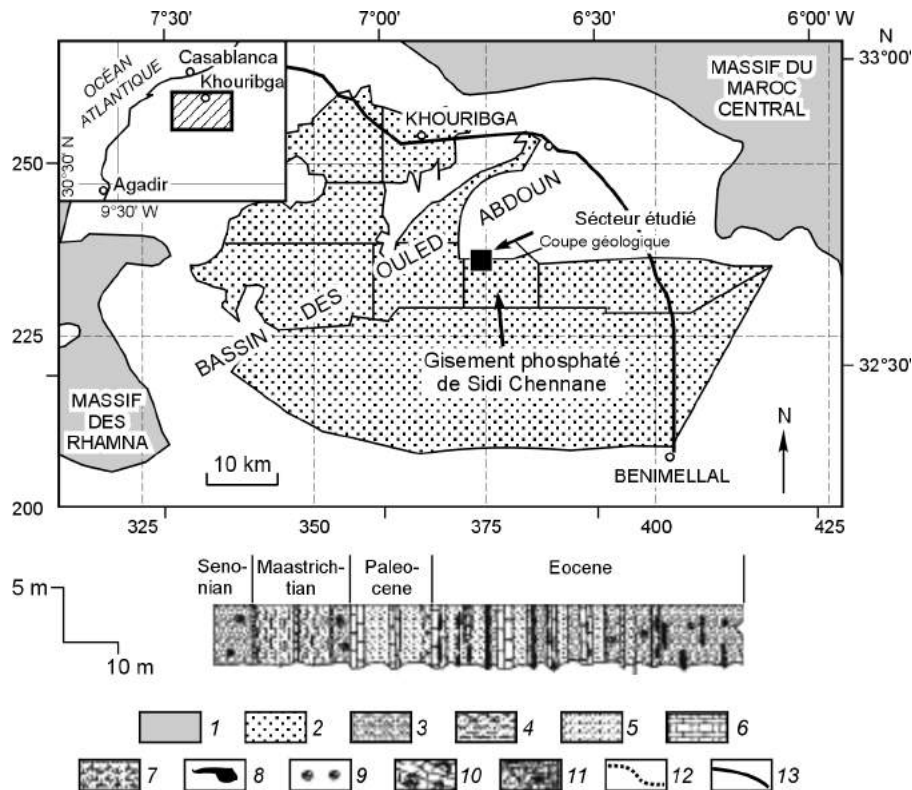 7°30' 7°00' 6°30' 6°00' W
N
33°00'
32°30'
OCÉAN
ATLANTIQUE
Casablanca
Khouribga
Agadir
30°30' N
9°30' W
MASSIF DU
MAROC
CENTRAL
KHOURIBGA
250
225
200
BASSIN DES OULED ABDOUN
Sécteur étudié
Coupe géologique
Gisement phosphaté
de Sidi Chennane
MASSIF
DES
RHAMNA
10 km
N
BENIMELLAL
325 350 375 400 425
5 m
10 m
Seno-
nian
Maastrich-
tian
Paleo-
cene
Eocene
1 2 3 4 5 6
7 8 9 10 11 12 13